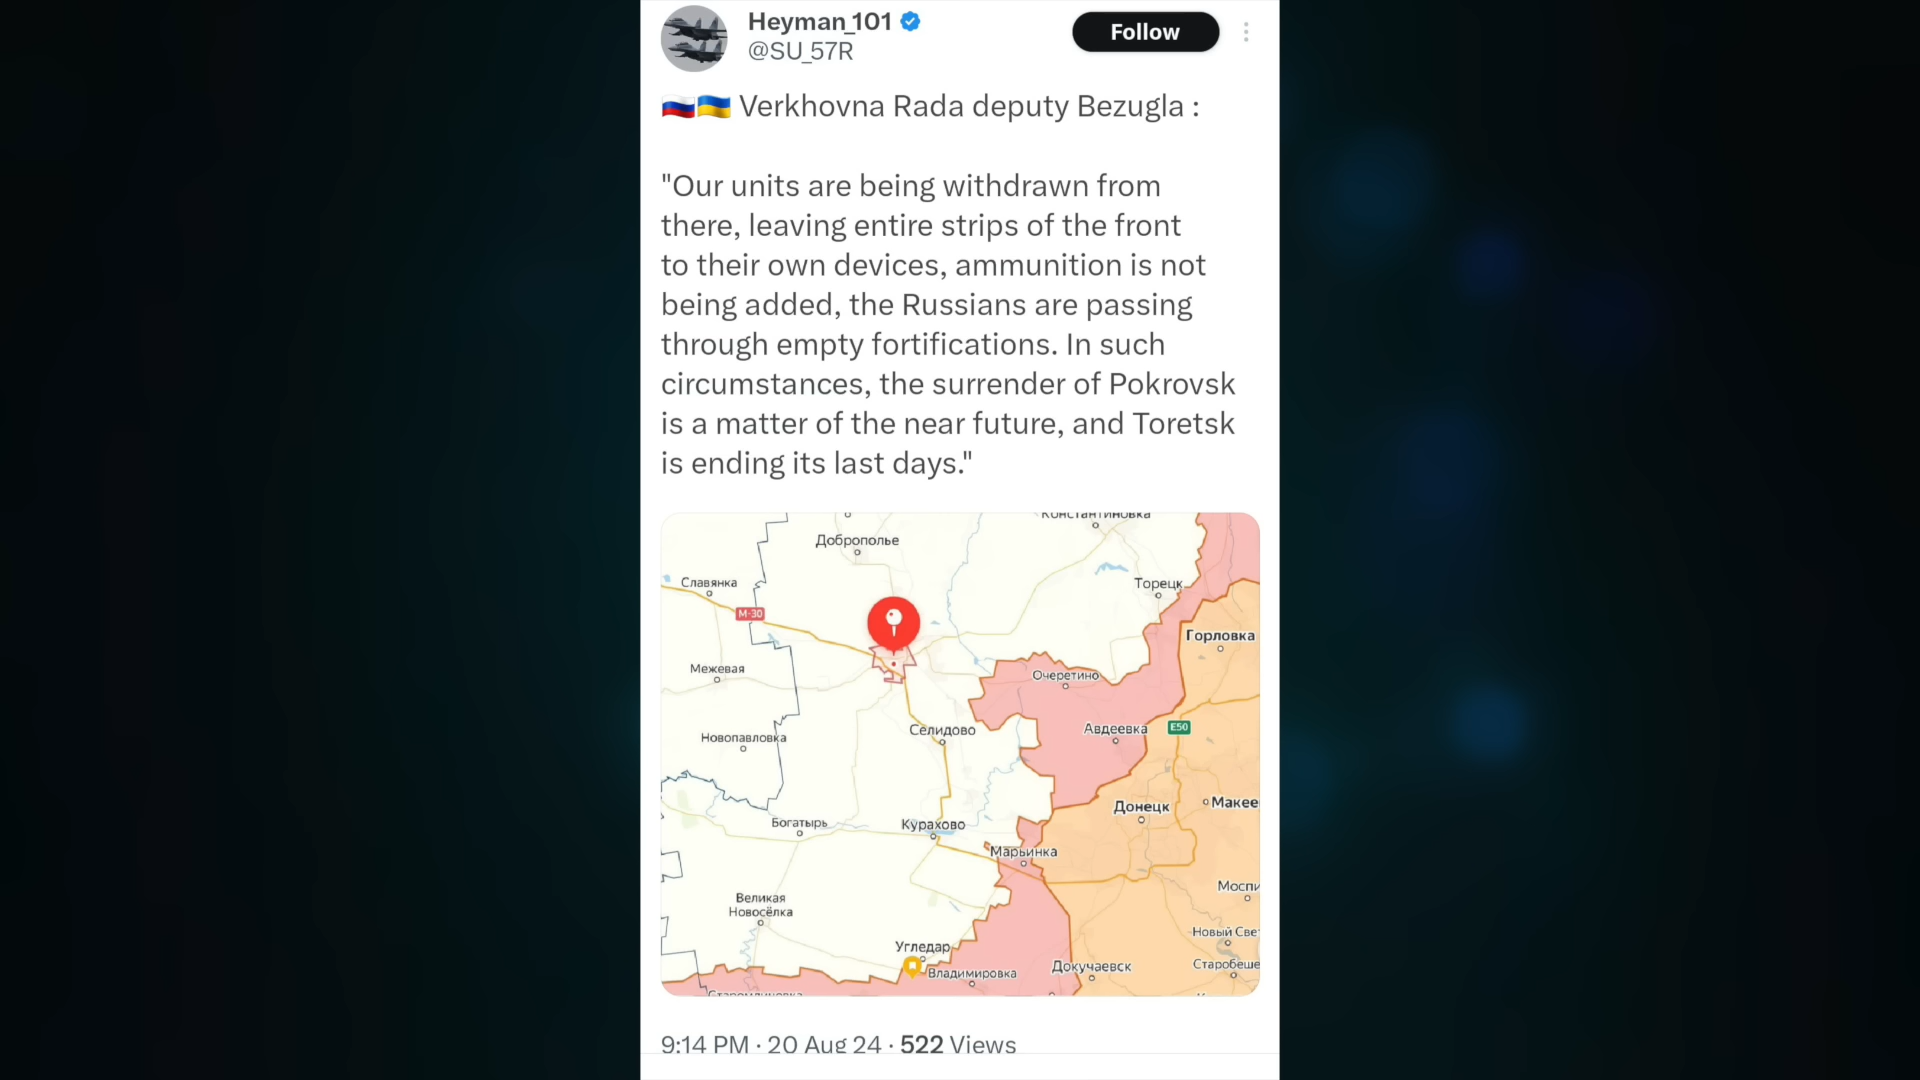 Heyman_101
@SU_57R
Follow
🇷🇺🇺🇦 Verkhovna Rada deputy Bezugla :
"Our units are being withdrawn from
there, leaving entire strips of the front
to their own devices, ammunition is not
being added, the Russians are passing
through empty fortifications. In such
circumstances, the surrender of Pokrovsk
is a matter of the near future, and Toretsk
is ending its last days."
Константиновка
Доброполье
Славянка
Торецк
М-30
Горловка
Межевая
Очеретино
Селидово
Авдеевка
E50
Новопавловка
Донецк
Макее
Богатырь
Курахово
Марьинка
Моспи
Великая
Новосёлка
Новый Све
Угледар
Владимировка
Докучаевск
Старобеше
9:14 PM · 20 Aug 24 · 522 Views